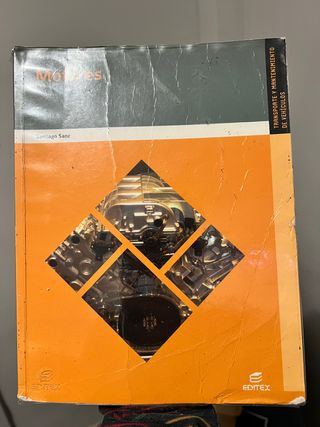 Motores
Santiago Sanz
TRANSPORTE Y MANTENIMIENTO
DE VEHÍCULOS
EDITEX
EDITEX